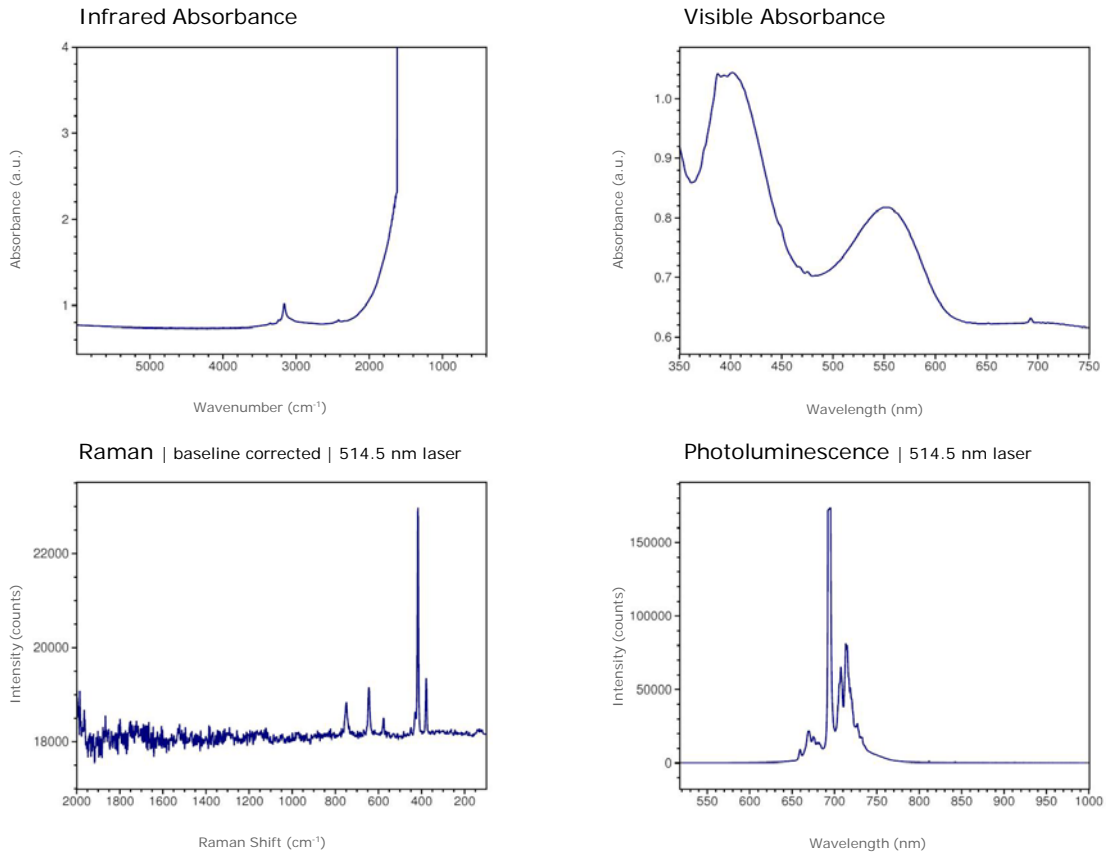 Infrared Absorbance
Absorbance (a.u.)
4
3
2
1
5000 4000 3000 2000 1000
Wavenumber (cm⁻¹)
Visible Absorbance
Absorbance (a.u.)
1.0
0.9
0.8
0.7
0.6
350 400 450 500 550 600 650 700 750
Wavelength (nm)
Raman | baseline corrected | 514.5 nm laser
Intensity (counts)
22000
20000
18000
2000 1800 1600 1400 1200 1000 800 600 400 200
Raman Shift (cm⁻¹)
Photoluminescence | 514.5 nm laser
Intensity (counts)
150000
100000
50000
0
550 600 650 700 750 800 850 900 950 1000
Wavelength (nm)